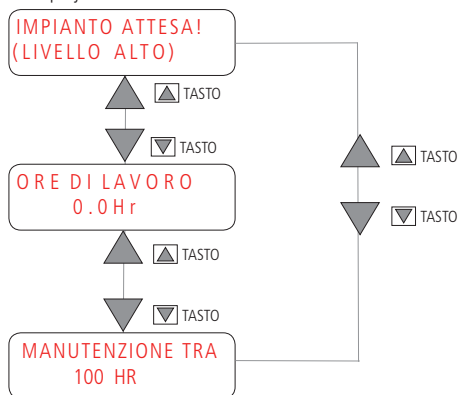 IMPIANTO ATTESA!
(LIVELLO ALTO)
TASTO
TASTO
TASTO
TASTO
ORE DI LAVORO
0.0Hr
TASTO
TASTO
MANUTENZIONE TRA
100 HR